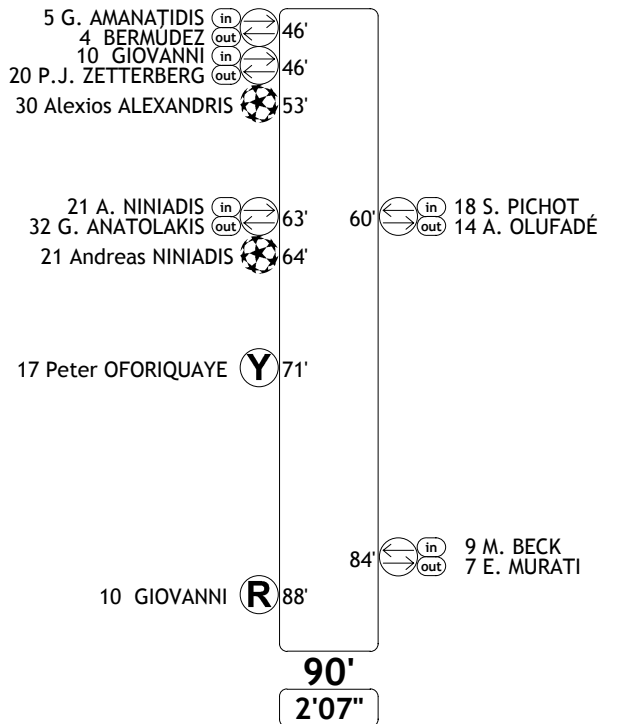 5 G. AMANATIDIS in
4 BERMÚDEZ out 46'
10 GIOVANNI in
20 P.J. ZETTERBERG out 46'
30 Alexios ALEXANDRIS 53'
21 A. NINIADIS in
32 G. ANATOLAKIS out 63'
60' in 18 S. PICHOT
out 14 A. OLUFADÉ
21 Andreas NINIADIS 64'
17 Peter OFORIQUAYE Y 71'
84' in 9 M. BECK
out 7 E. MURATI
10 GIOVANNI R 88'
90'
2'07"